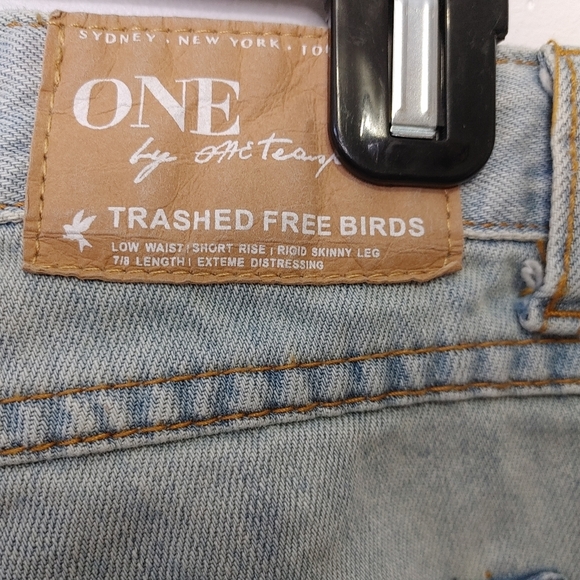 SYDNEY · NEW YORK ·
ONE
by
TRASHED FREE BIRDS
LOW WAIST | SHORT RISE | RIGID SKINNY LEG
7/8 LENGTH | EXTEME DISTRESSING